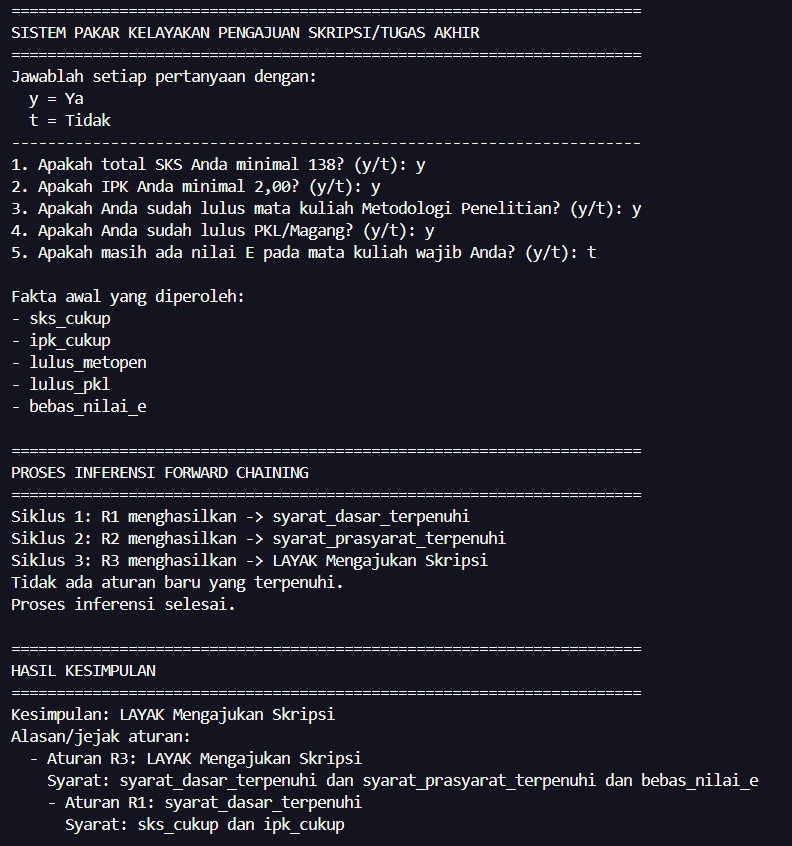 ======================================================================
SISTEM PAKAR KELAYAKAN PENGAJUAN SKRIPSI/TUGAS AKHIR
======================================================================
Jawablah setiap pertanyaan dengan:
  y = Ya
  t = Tidak
----------------------------------------------------------------------
1. Apakah total SKS Anda minimal 138? (y/t): y
2. Apakah IPK Anda minimal 2,00? (y/t): y
3. Apakah Anda sudah lulus mata kuliah Metodologi Penelitian? (y/t): y
4. Apakah Anda sudah lulus PKL/Magang? (y/t): y
5. Apakah masih ada nilai E pada mata kuliah wajib Anda? (y/t): t

Fakta awal yang diperoleh:
- sks_cukup
- ipk_cukup
- lulus_metopen
- lulus_pkl
- bebas_nilai_e

======================================================================
PROSES INFERENSI FORWARD CHAINING
======================================================================
Siklus 1: R1 menghasilkan -> syarat_dasar_terpenuhi
Siklus 2: R2 menghasilkan -> syarat_prasyarat_terpenuhi
Siklus 3: R3 menghasilkan -> LAYAK Mengajukan Skripsi
Tidak ada aturan baru yang terpenuhi.
Proses inferensi selesai.

======================================================================
HASIL KESIMPULAN
======================================================================
Kesimpulan: LAYAK Mengajukan Skripsi
Alasan/jejak aturan:
  - Aturan R3: LAYAK Mengajukan Skripsi
    Syarat: syarat_dasar_terpenuhi dan syarat_prasyarat_terpenuhi dan bebas_nilai_e
    - Aturan R1: syarat_dasar_terpenuhi
      Syarat: sks_cukup dan ipk_cukup